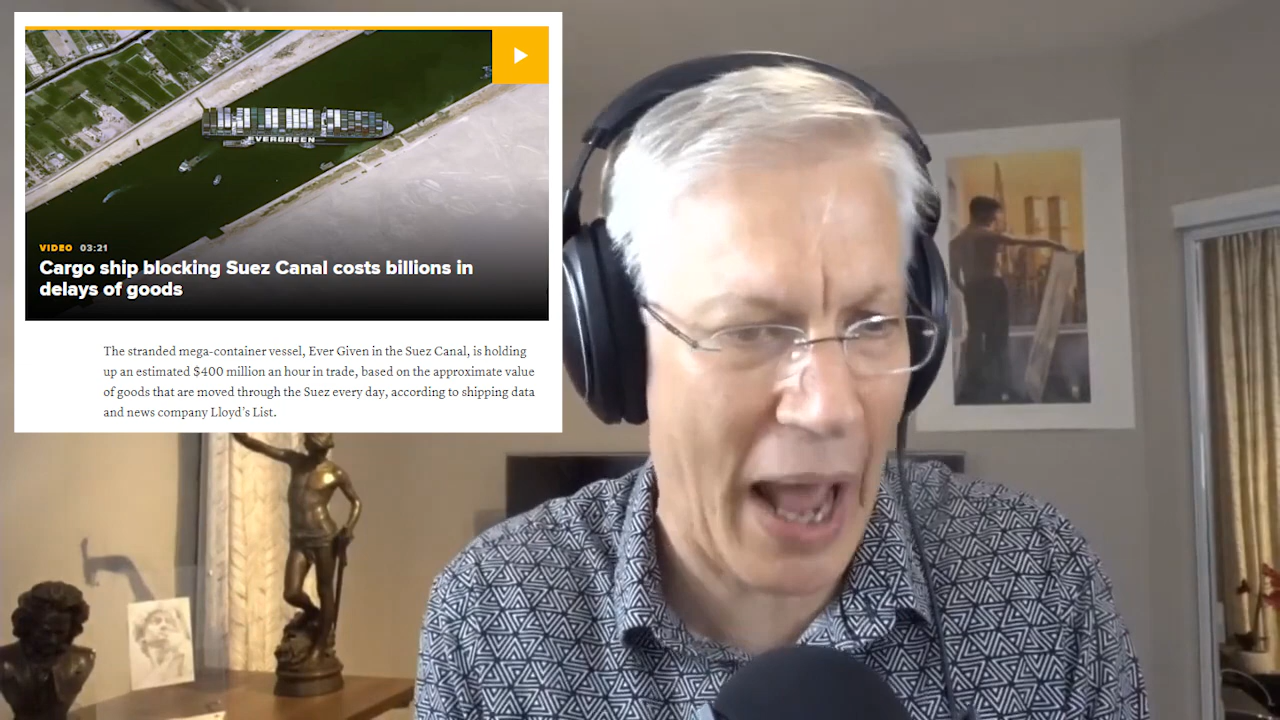 EVERGREEN
VIDEO 03:21
Cargo ship blocking Suez Canal costs billions in
delays of goods
The stranded mega-container vessel, Ever Given in the Suez Canal, is holding
up an estimated $400 million an hour in trade, based on the approximate value
of goods that are moved through the Suez every day, according to shipping data
and news company Lloyd's List.